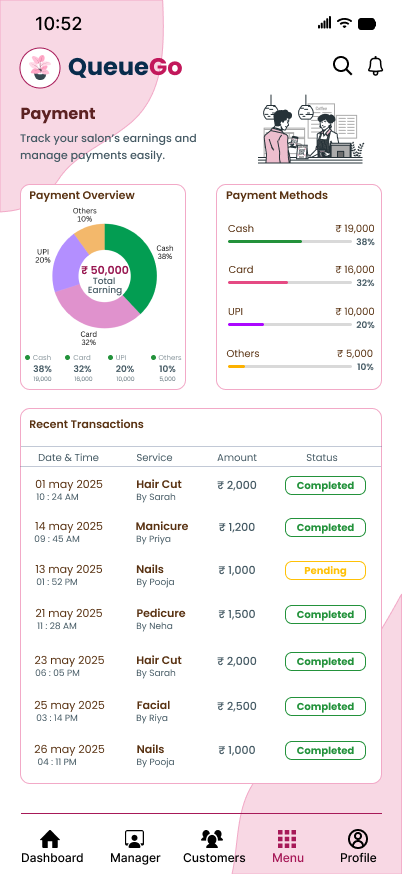 10:52
QueueGo
Payment
Track your salon's earnings and
manage payments easily.
Payment Overview
Others
10%
UPI
20%
Cash
38%
₹ 50,000
Total
Earning
Card
32%
Cash Card UPI Others
38% 32% 20% 10%
19,000 16,000 10,000 5,000
Payment Methods
Cash ₹ 19,000
38%
Card ₹ 16,000
32%
UPI ₹ 10,000
20%
Others ₹ 5,000
10%
Recent Transactions
Date & Time Service Amount Status
01 may 2025 Hair Cut ₹ 2,000 Completed
10 : 24 AM By Sarah
14 may 2025 Manicure ₹ 1,200 Completed
09 : 45 AM By Priya
13 may 2025 Nails ₹ 1,000 Pending
01 : 52 PM By Pooja
21 may 2025 Pedicure ₹ 1,500 Completed
11 : 28 AM By Neha
23 may 2025 Hair Cut ₹ 2,000 Completed
06 : 05 PM By Sarah
25 may 2025 Facial ₹ 2,500 Completed
03 : 14 PM By Riya
26 may 2025 Nails ₹ 1,000 Completed
04 : 11 PM By Pooja
Dashboard Manager Customers Menu Profile